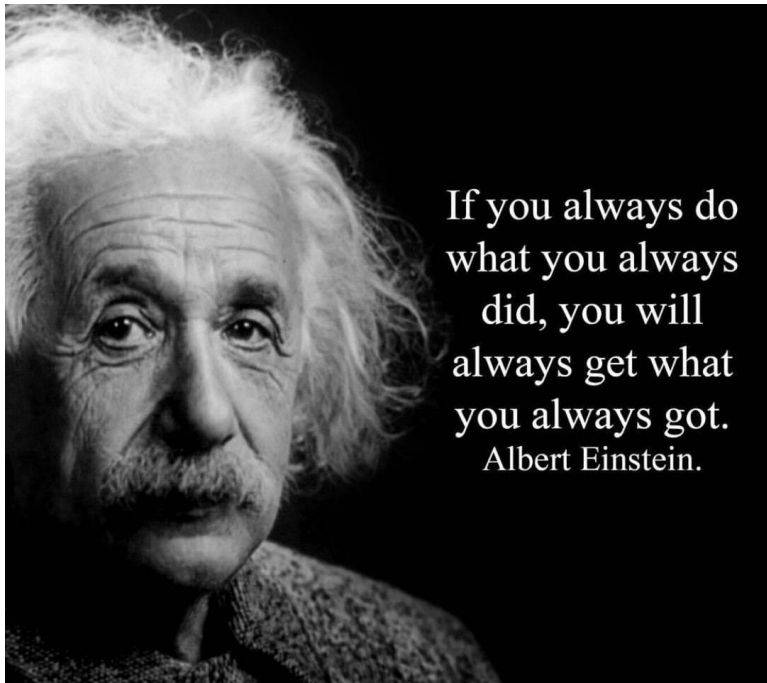 If you always do
what you always
did, you will
always get what
you always got.
Albert Einstein.